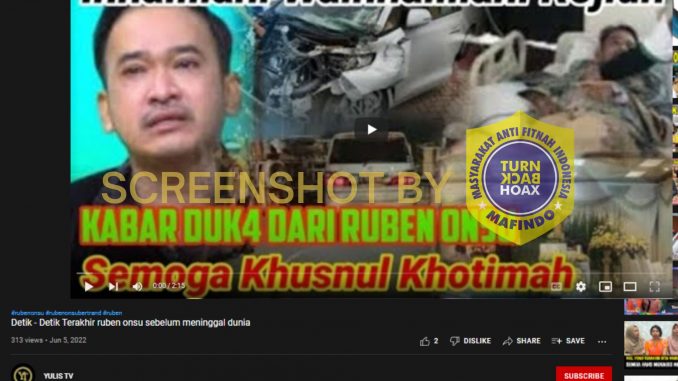 SCREENSHOT BY
MASYARAKAT ANTI FITNAH INDONESIA
TURN
BACK
HOAX
MAFINDO
KABAR DUK4 DARI RUBEN
Semoga Khusnul Khotimah
0:00 / 2:15
#rubenonsu #rubenonsubertrand #ruben
Detik - Detik Terakhir ruben onsu sebelum meninggal dunia
313 views • Jun 5, 2022
2
DISLIKE
SHARE
SAVE
YULIS TV
SUBSCRIBE